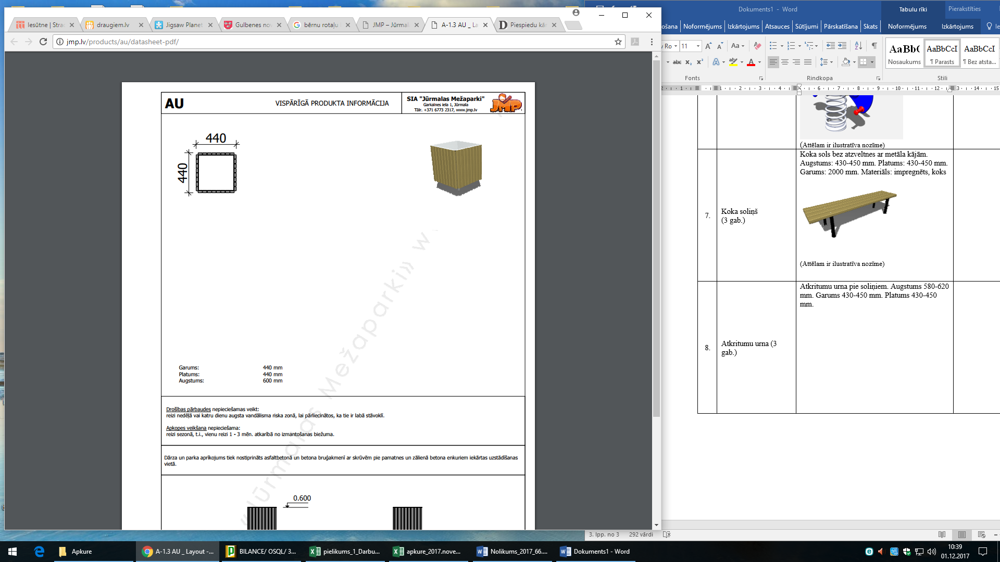 Dokuments1 - Word
Tabulu rīki
Pierakstīties
Iesūtne | Stra
draugiem.lv
Jigsaw Planet
Gulbenes no
bērnu rotaļu
JMP – Jūrmal
A-1.3 AU _ La
Piespiedu kār
Noformējums
Izkārtojums
Atsauces
Sūtījumi
Pārskatīšana
Skats
Noformējums
Izkārtojums
jmp.lv/products/au/datasheet-pdf/
11
Aa
AaBbC
AaBbCcI
AaBbCcI
Nosaukums
¶ Parasts
¶ Bez atsta...
Fonts
Rindkopa
Stili
AU
VISPĀRĪGĀ PRODUKTA INFORMĀCIJA
SIA "Jūrmalas Mežaparki"
Garkalnes iela 1, Jūrmala
Tālr. +371 6773 2317, www.jmp.lv
JMP
440
440
Garums: 440 mm
Platums: 440 mm
Augstums: 600 mm
Drošības pārbaudes nepieciešamas veikt:
reizi nedēļā vai katru dienu augsta vandālisma riska zonā, lai pārliecinātos, ka tie ir labā stāvoklī.
Apkopes veikšana nepieciešama:
reizi sezonā, t.i., vienu reizi 1 - 3 mēn. atkarībā no izmantošanas biežuma.
Dārza un parka aprīkojums tiek nostiprināts asfaltbetonā un betona bruģakmenī ar skrūvēm pie pamatnes un zālienā betona enkuriem iekārtas uzstādīšanas
vietā.
0.600
«Jūrmalas Mežaparki» w
(Attēlam ir ilustratīva nozīme)
7.
Koka soliņš
(3 gab.)
Koka sols bez atzveltnes ar metāla kājām.
Augstums: 430-450 mm. Platums: 430-450 mm.
Garums: 2000 mm. Materiāls: impregnēts, koks
(Attēlam ir ilustratīva nozīme)
8.
Atkritumu urna (3
gab.)
Atkritumu urna pie soliņiem. Augstums 580-620
mm. Garums 430-450 mm. Platums 430-450
mm.
3. lpp. no 3
292 vārdi
Apkure
A-1.3 AU _ Layout -...
BILANCE/ OSQL/ 3...
pielikums_1_Darbu...
apkure_2017.nove...
Nolikums_2017_66....
Dokuments1 - Word
10:39
01.12.2017